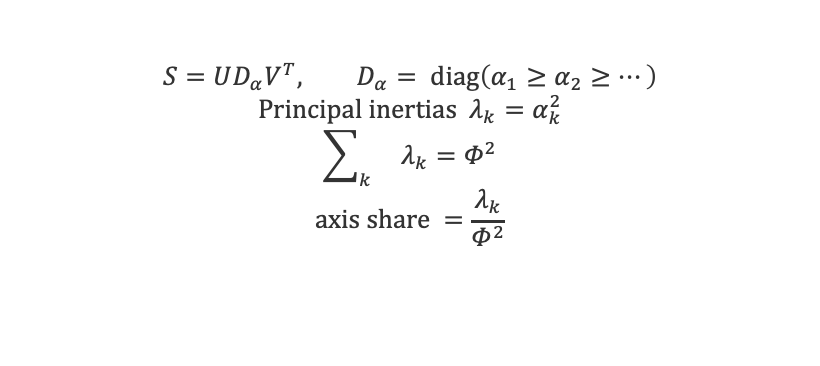 S = UD_αV^T, D_α = diag(α_1 ≥ α_2 ≥ ⋯)
Principal inertias λ_k = α_k^2
∑_k λ_k = Φ^2
axis share = λ_k / Φ^2